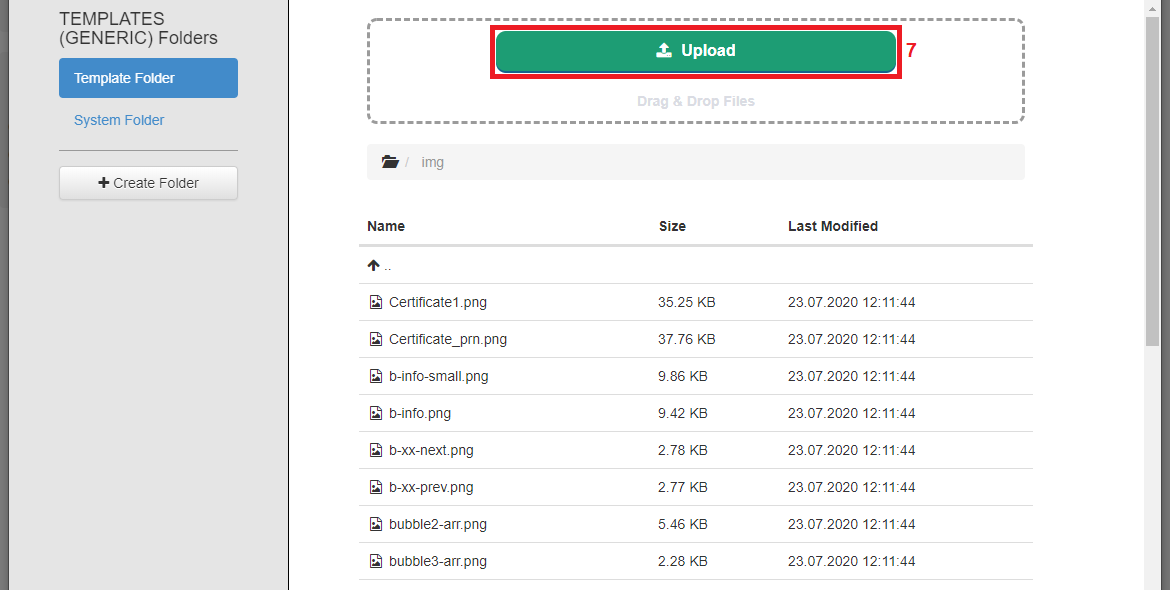 TEMPLATES
(GENERIC) Folders
Template Folder
System Folder
Create Folder
Upload
7
Drag & Drop Files
/ img
Name Size Last Modified
..
Certificate1.png 35.25 KB 23.07.2020 12:11:44
Certificate_prn.png 37.76 KB 23.07.2020 12:11:44
b-info-small.png 9.86 KB 23.07.2020 12:11:44
b-info.png 9.42 KB 23.07.2020 12:11:44
b-xx-next.png 2.78 KB 23.07.2020 12:11:44
b-xx-prev.png 2.77 KB 23.07.2020 12:11:44
bubble2-arr.png 5.46 KB 23.07.2020 12:11:44
bubble3-arr.png 2.28 KB 23.07.2020 12:11:44